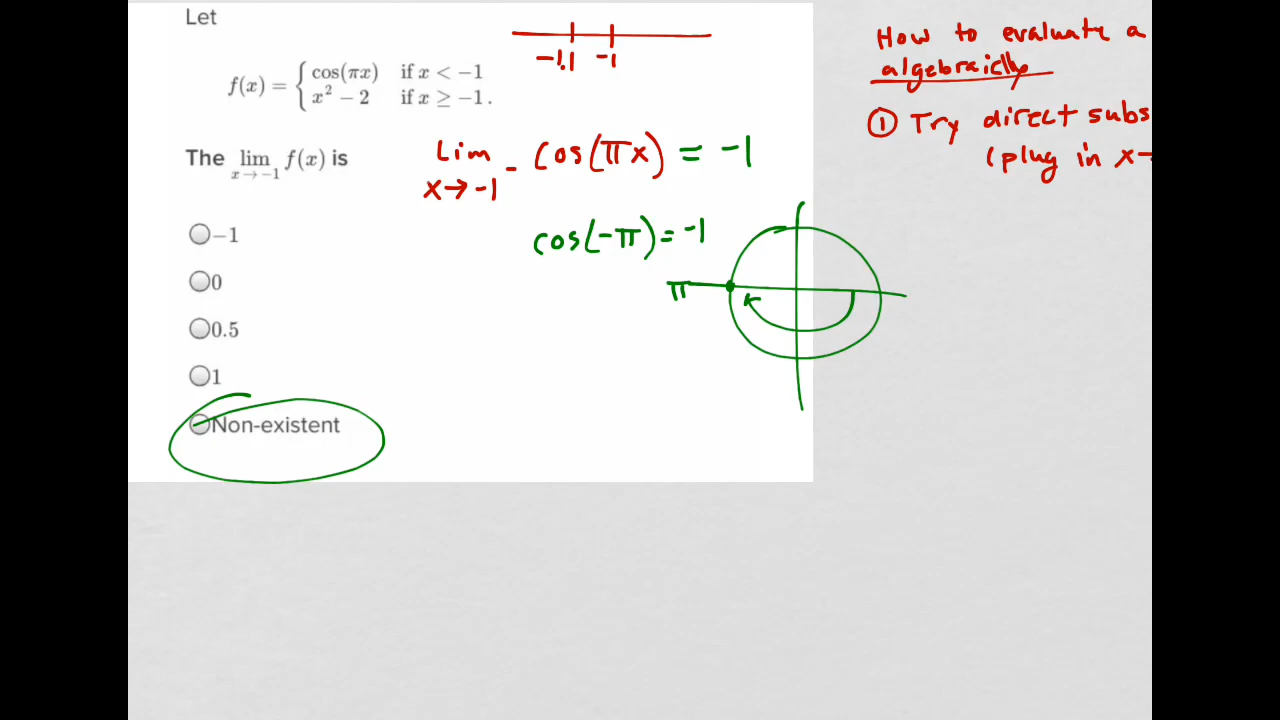 Let
-1.1 -1
f(x) = { cos(πx) if x < −1
x² − 2 if x ≥ −1.
The lim x→−1 f(x) is
Lim x→-1⁻ cos(πx) = -1
cos(-π) = -1
π
−1
0
0.5
1
Non-existent
How to evaluate a
algebraically
① Try direct subs
(plug in x→